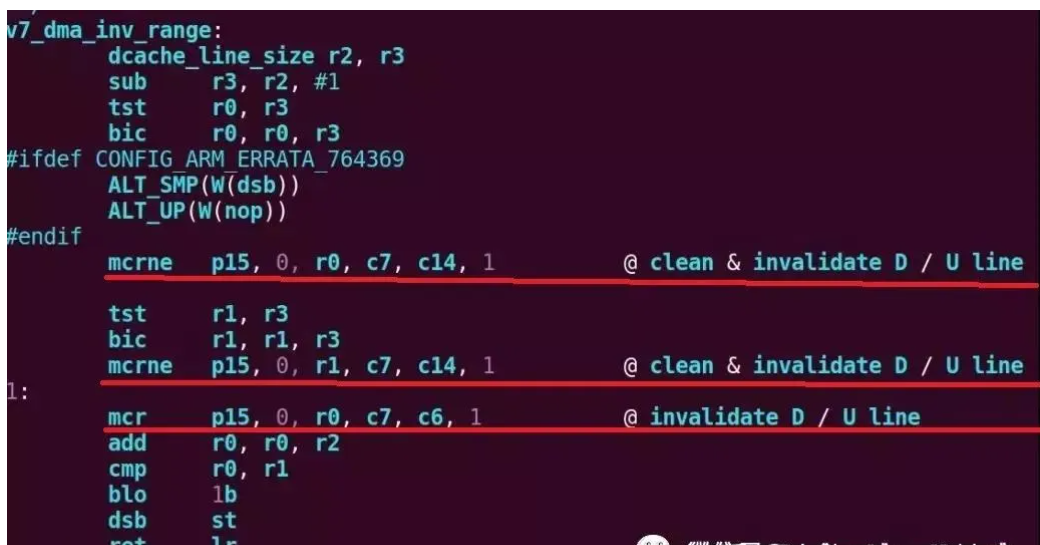 v7_dma_inv_range:
dcache_line_size r2, r3
sub r3, r2, #1
tst r0, r3
bic r0, r0, r3
#ifdef CONFIG_ARM_ERRATA_764369
ALT_SMP(W(dsb))
ALT_UP(W(nop))
#endif
mcrne p15, 0, r0, c7, c14, 1 @ clean & invalidate D / U line
tst r1, r3
bic r1, r1, r3
mcrne p15, 0, r1, c7, c14, 1 @ clean & invalidate D / U line
1:
mcr p15, 0, r0, c7, c6, 1 @ invalidate D / U line
add r0, r0, r2
cmp r0, r1
blo 1b
dsb st
ret lr